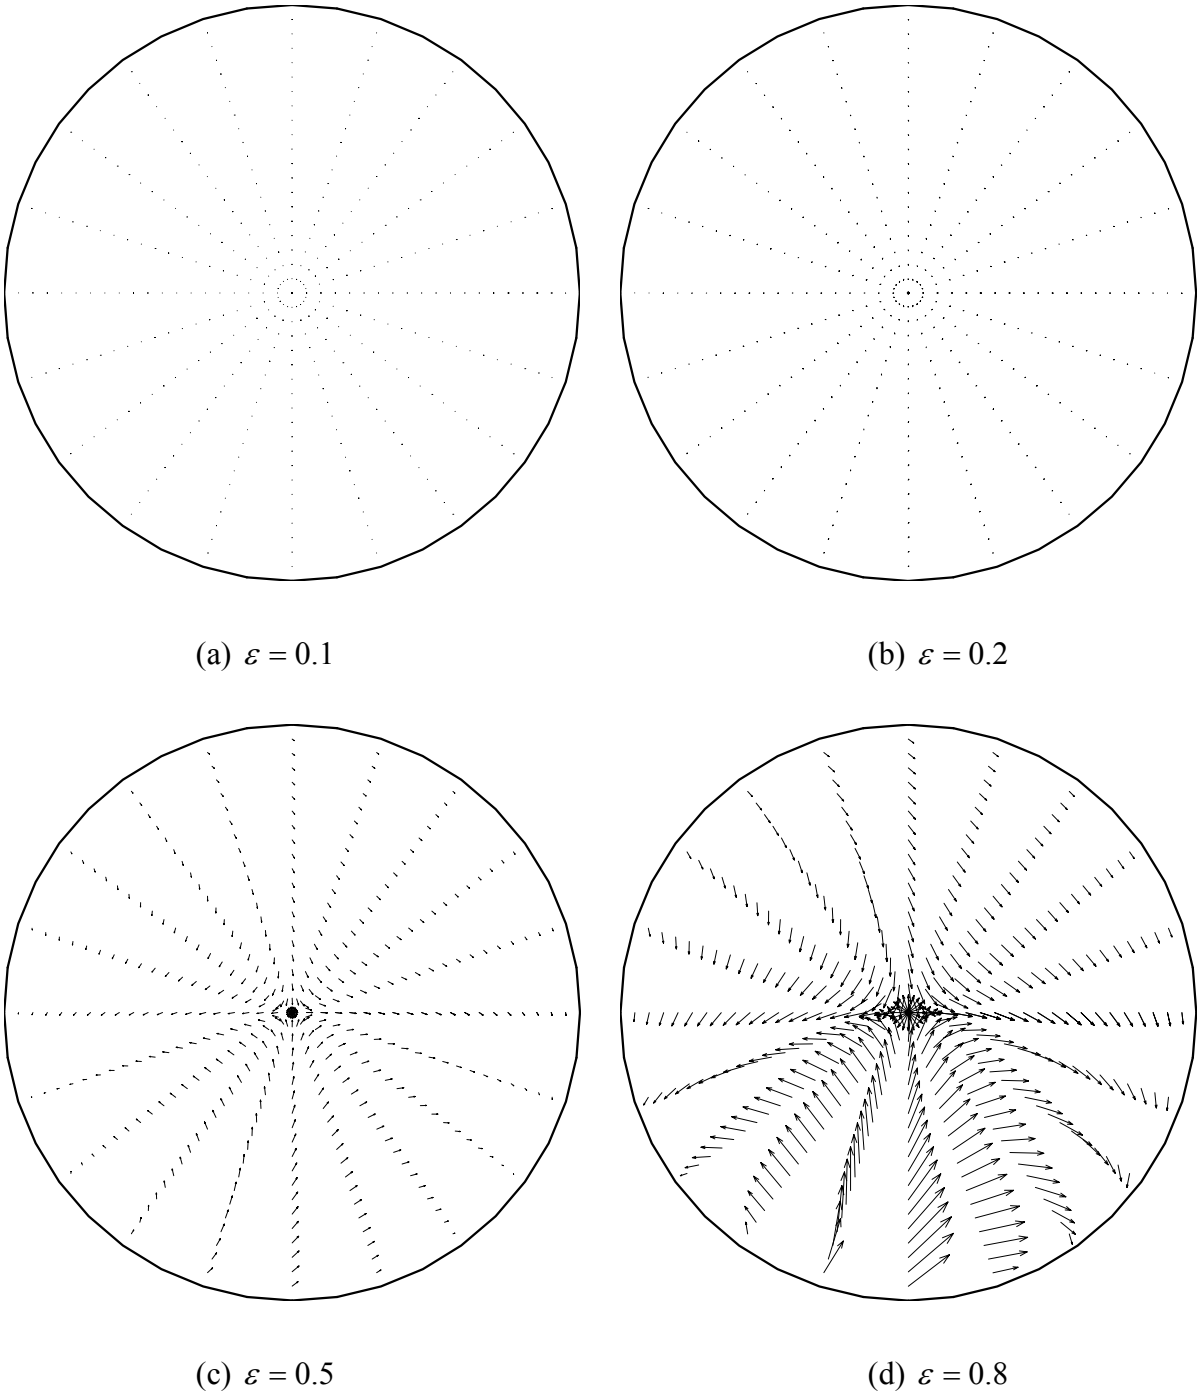 (a) ε = 0.1
(b) ε = 0.2
(c) ε = 0.5
(d) ε = 0.8